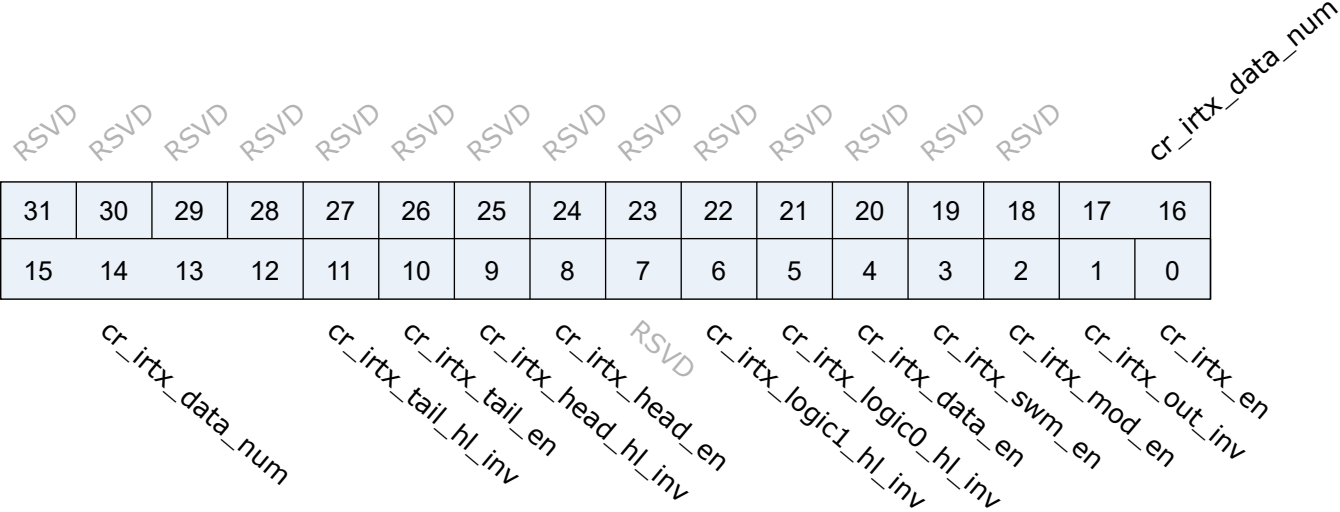 cr_irtx_data_num
RSVD RSVD RSVD RSVD RSVD RSVD RSVD RSVD RSVD RSVD RSVD RSVD RSVD RSVD
31 30 29 28 27 26 25 24 23 22 21 20 19 18 17 16
15 14 13 12 11 10 9 8 7 6 5 4 3 2 1 0
cr_irtx_data_num
cr_irtx_tail_hl_inv
cr_irtx_tail_en
cr_irtx_head_hl_inv
cr_irtx_head_en
RSVD
cr_irtx_logic1_hl_inv
cr_irtx_logic0_hl_inv
cr_irtx_data_en
cr_irtx_swm_en
cr_irtx_mod_en
cr_irtx_out_inv
cr_irtx_en